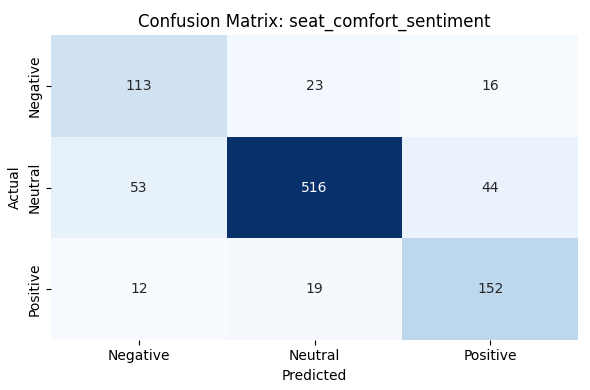 Confusion Matrix: seat_comfort_sentiment
Actual
Negative
113 23 16
Neutral
53 516 44
Positive
12 19 152
Negative Neutral Positive
Predicted